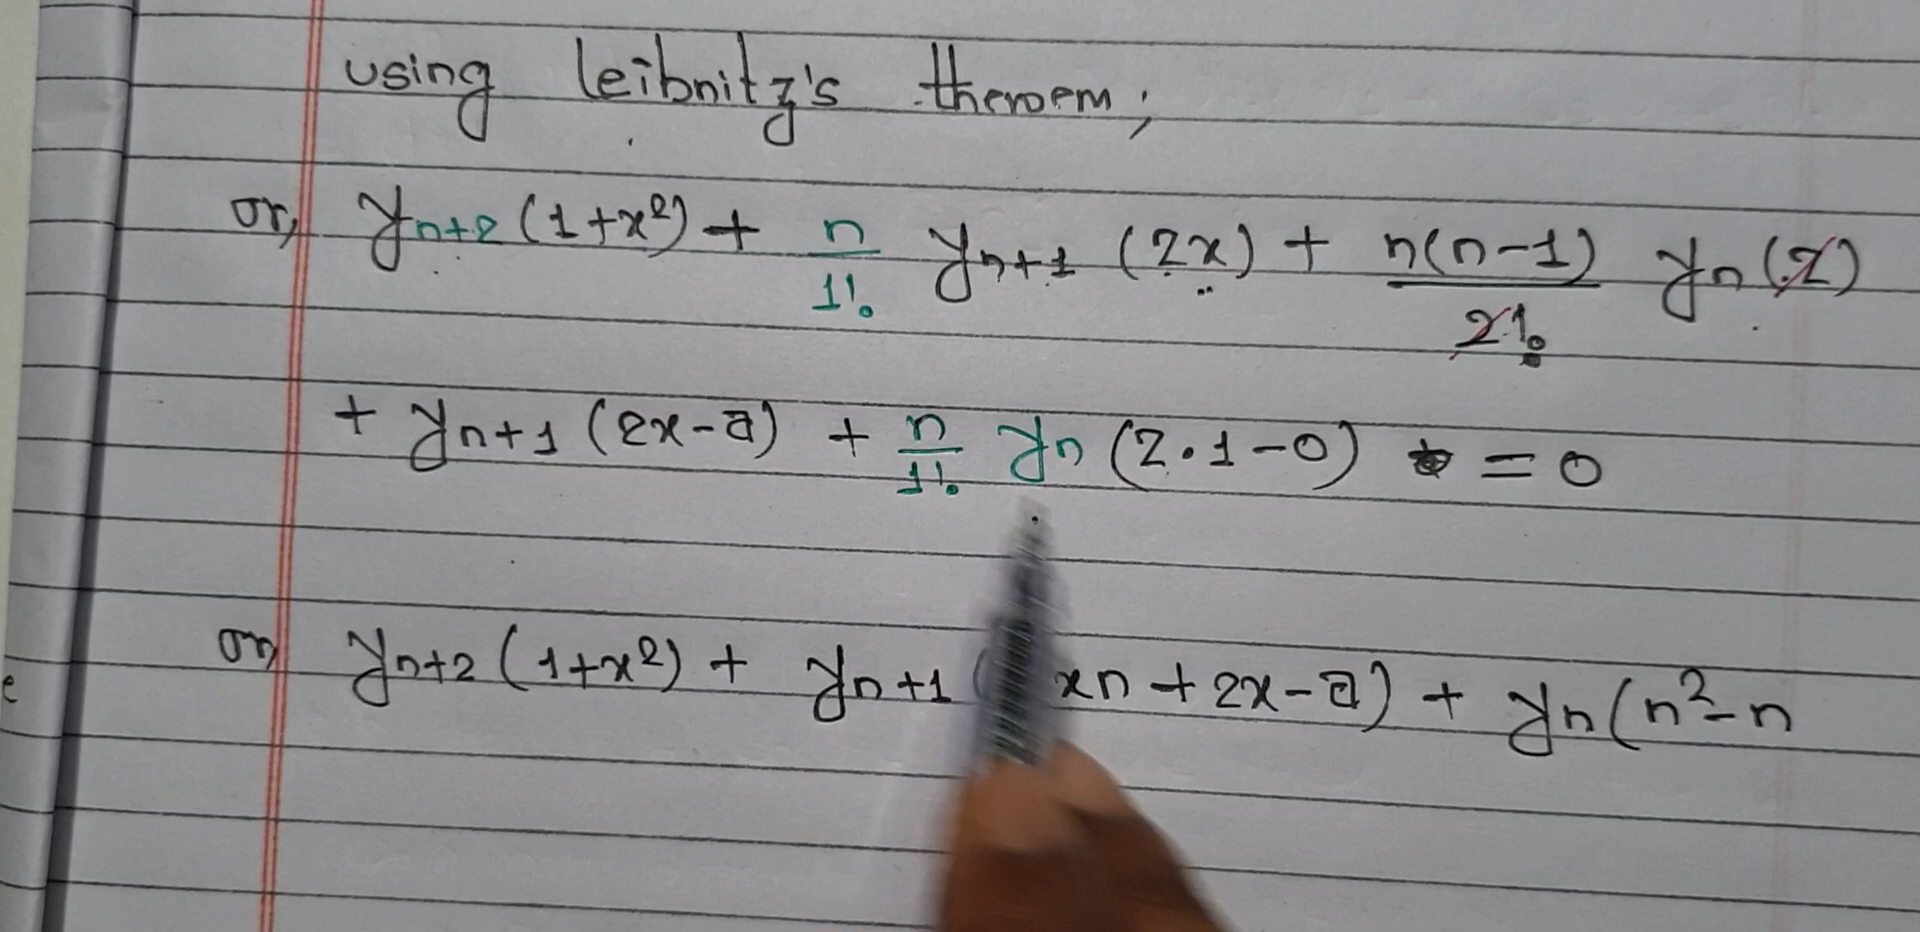 using leibnitz's theroem;
or, yn+2 (1+x²) + n/1! yn+1 (2x) + n(n-1)/2! yn (2)
+ yn+1 (2x-a) + n/1! yn (2·1-0) = 0
or, yn+2 (1+x²) + yn+1 ( xn + 2x-a) + yn (n²-n
e